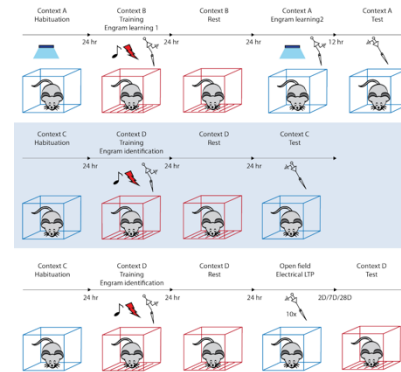 Context A
Habituation
Context B
Training
Engram learning 1
Context B
Rest
Context A
Engram learning2
Context A
Test
24 hr
24 hr
24 hr
12 hr
Context C
Habituation
Context D
Training
Engram identification
Context D
Rest
Context C
Test
24 hr
24 hr
24 hr
Context C
Habituation
Context D
Training
Engram identification
Context D
Rest
Open field
Electrical LTP
Context D
Test
24 hr
24 hr
24 hr
10x
2D/7D/28D